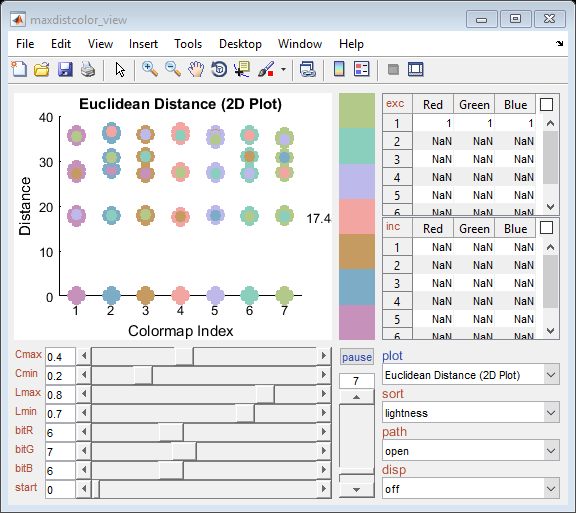 maxdistcolor_view
File Edit View Insert Tools Desktop Window Help
Euclidean Distance (2D Plot)
40
30
20
10
0
Distance
1 2 3 4 5 6 7
Colormap Index
17.4
exc Red Green Blue
1 1 1 1
2 NaN NaN NaN
3 NaN NaN NaN
4 NaN NaN NaN
5 NaN NaN NaN
6 NaN NaN NaN
inc Red Green Blue
1 NaN NaN NaN
2 NaN NaN NaN
3 NaN NaN NaN
4 NaN NaN NaN
5 NaN NaN NaN
6 NaN NaN NaN
Cmax 0.4
Cmin 0.2
Lmax 0.8
Lmin 0.7
bitR 6
bitG 7
bitB 6
start 0
pause
7
plot
Euclidean Distance (2D Plot)
sort
lightness
path
open
disp
off